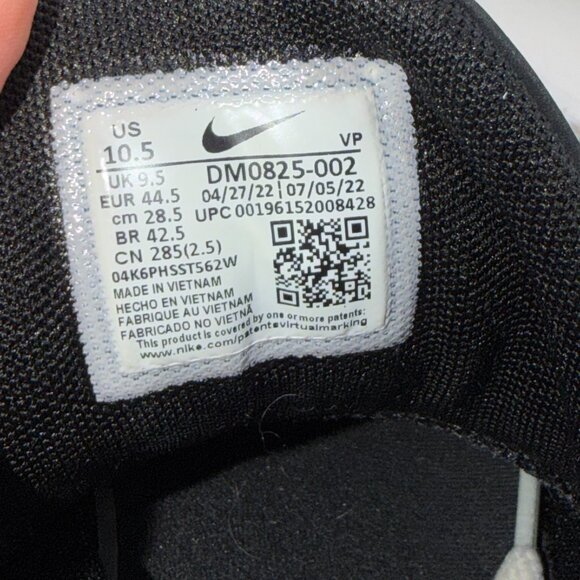 US
10.5 VP
UK 9.5 DM0825-002
EUR 44.5 04/27/22 | 07/05/22
cm 28.5 UPC 00196152008428
BR 42.5
CN 285(2.5)
04K6PHSST562W
MADE IN VIETNAM
HECHO EN VIETNAM
FABRIQUE AU VIETNAM
FABRICADO NO VIETNÃ
This product is covered by one or more patents
www.nike.com/patentsvirtualmarking